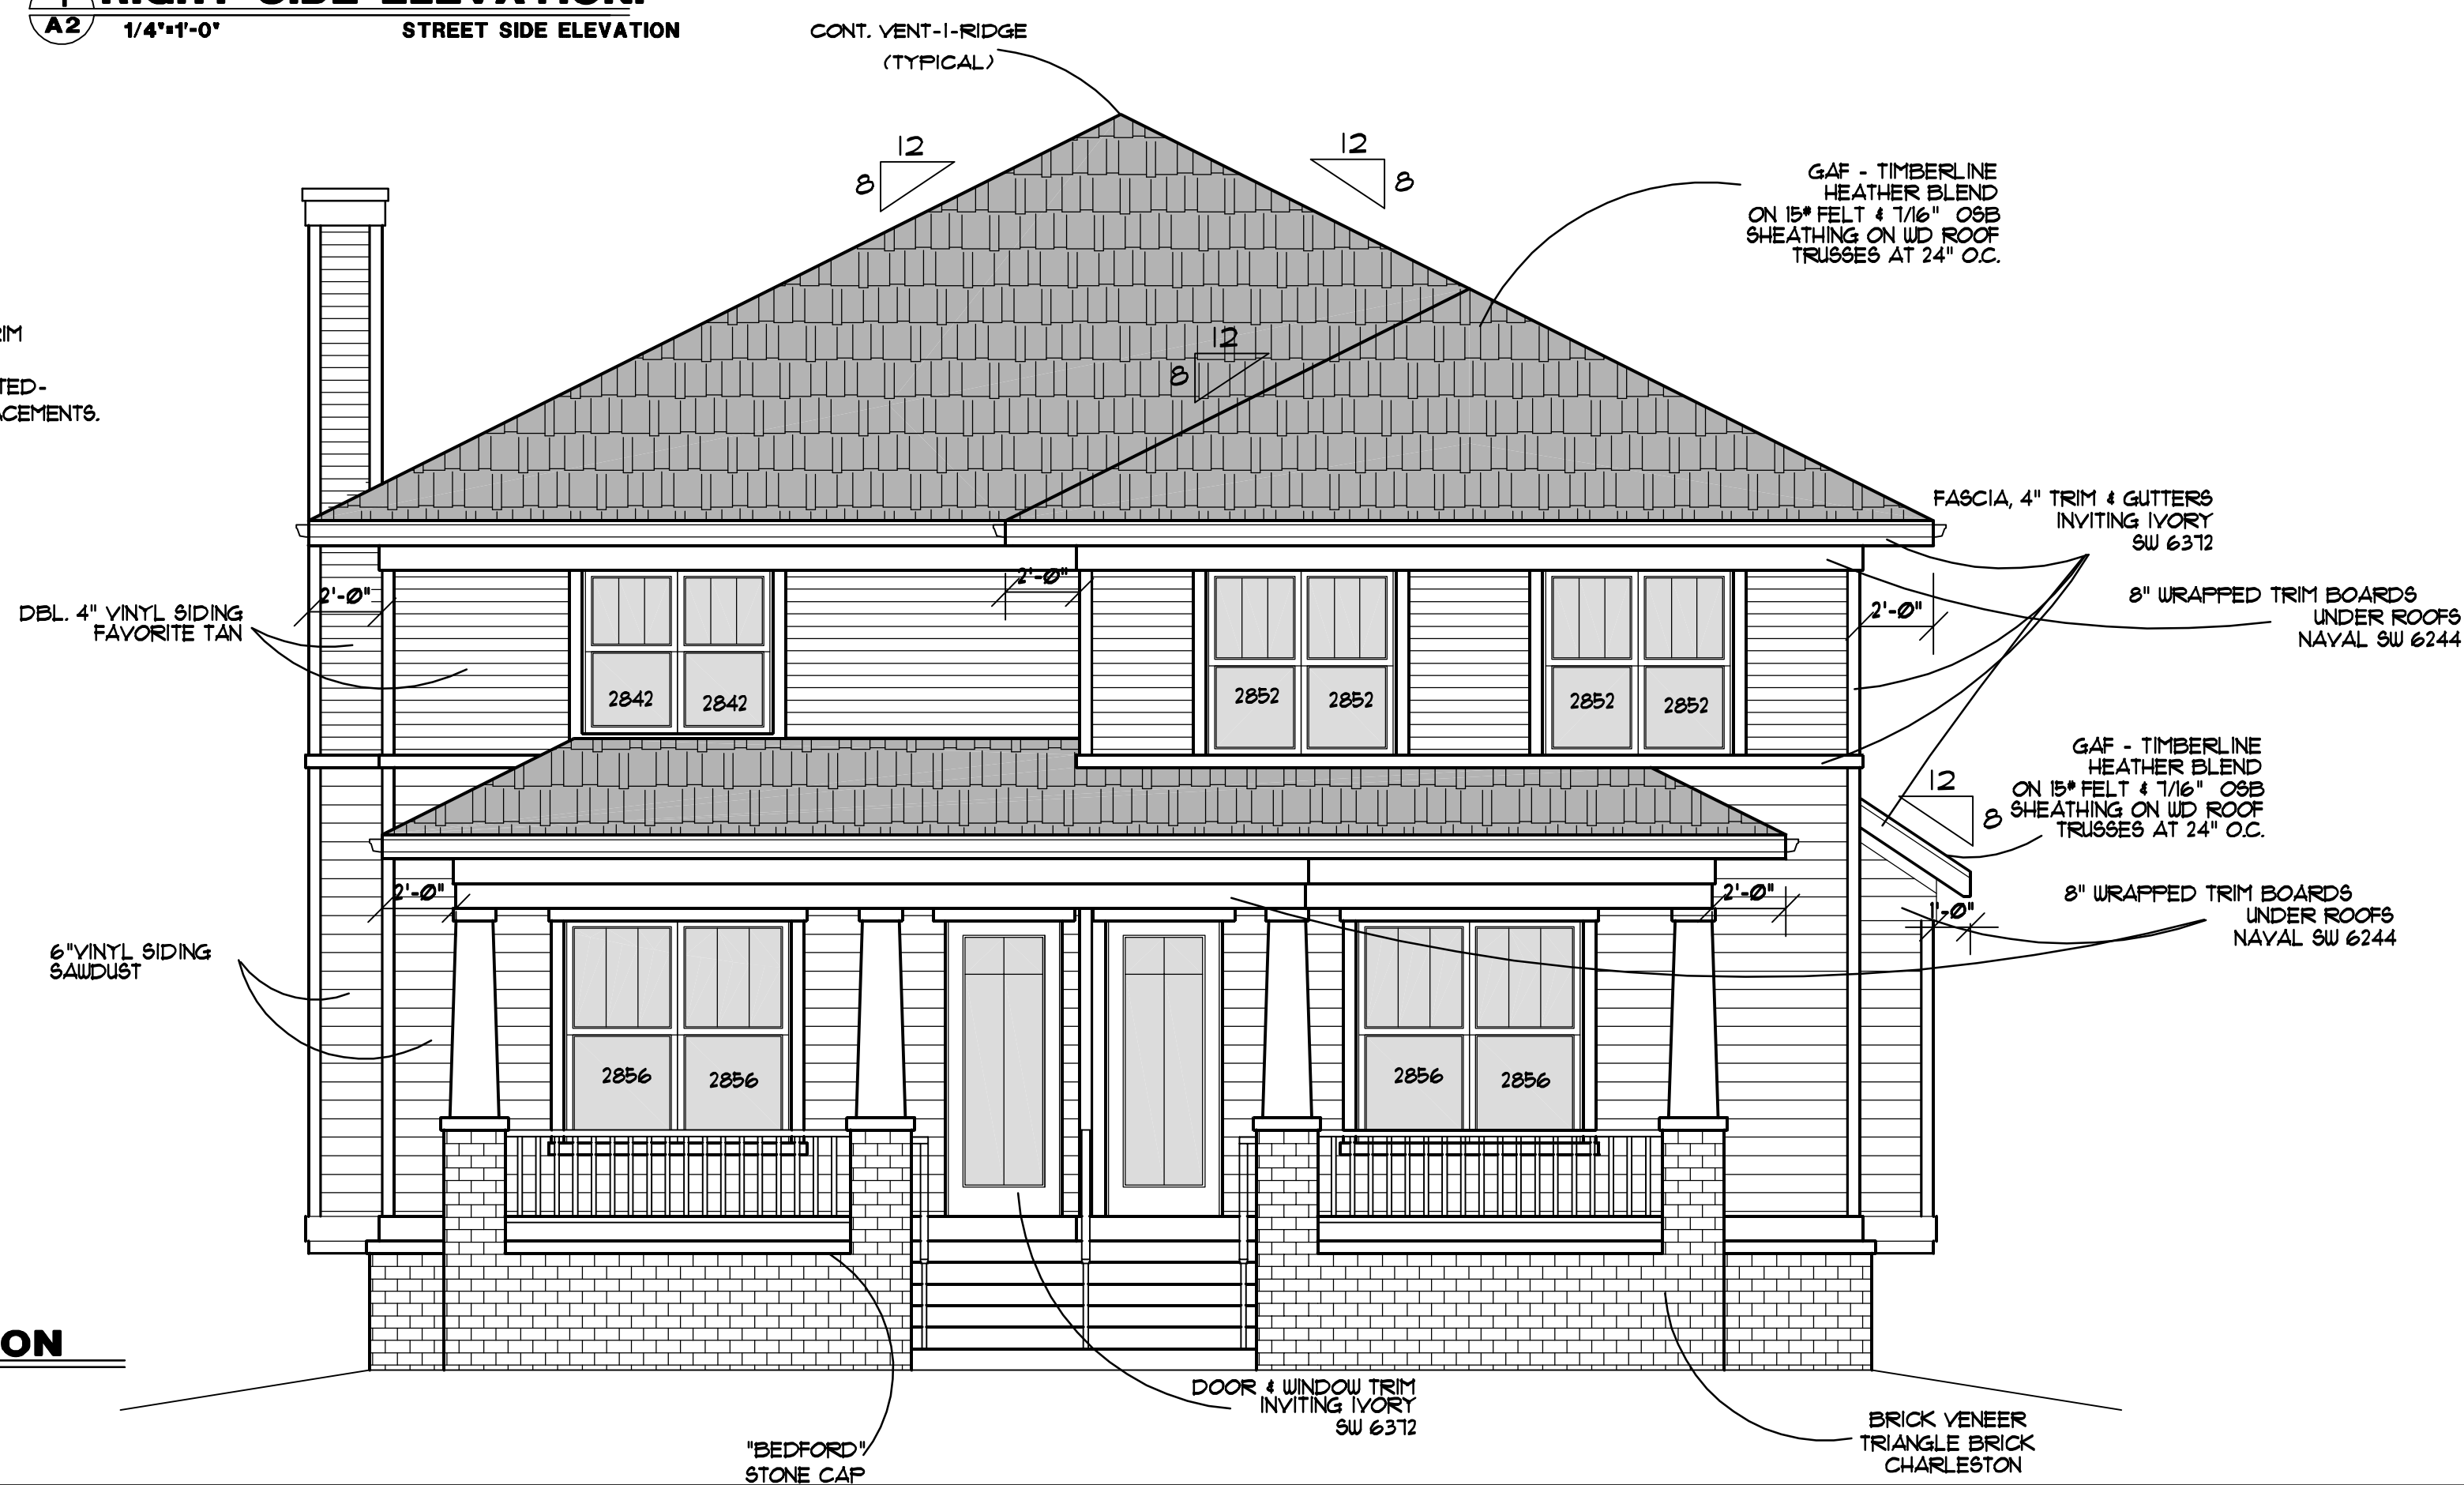 RIGHT SIDE ELEVATION:
A2
1/4"=1'-0"
STREET SIDE ELEVATION
CONT. VENT-I-RIDGE
(TYPICAL)
12
8
12
8
GAF - TIMBERLINE
HEATHER BLEND
ON 15# FELT & 7/16" OSB
SHEATHING ON WD ROOF
TRUSSES AT 24" O.C.
12
8
FASCIA, 4" TRIM & GUTTERS
INVITING IVORY
SW 6372
2'-0"
2'-0"
2'-0"
DBL. 4" VINYL SIDING
FAVORITE TAN
8" WRAPPED TRIM BOARDS
UNDER ROOFS
NAVAL SW 6244
2842
2842
2852
2852
2852
2852
GAF - TIMBERLINE
HEATHER BLEND
ON 15# FELT & 7/16" OSB
SHEATHING ON WD ROOF
TRUSSES AT 24" O.C.
12
8
2'-0"
2'-0"
1'-0"
8" WRAPPED TRIM BOARDS
UNDER ROOFS
NAVAL SW 6244
6"VINYL SIDING
SAWDUST
2856
2856
2856
2856
DOOR & WINDOW TRIM
INVITING IVORY
SW 6372
"BEDFORD"
STONE CAP
BRICK VENEER
TRIANGLE BRICK
CHARLESTON